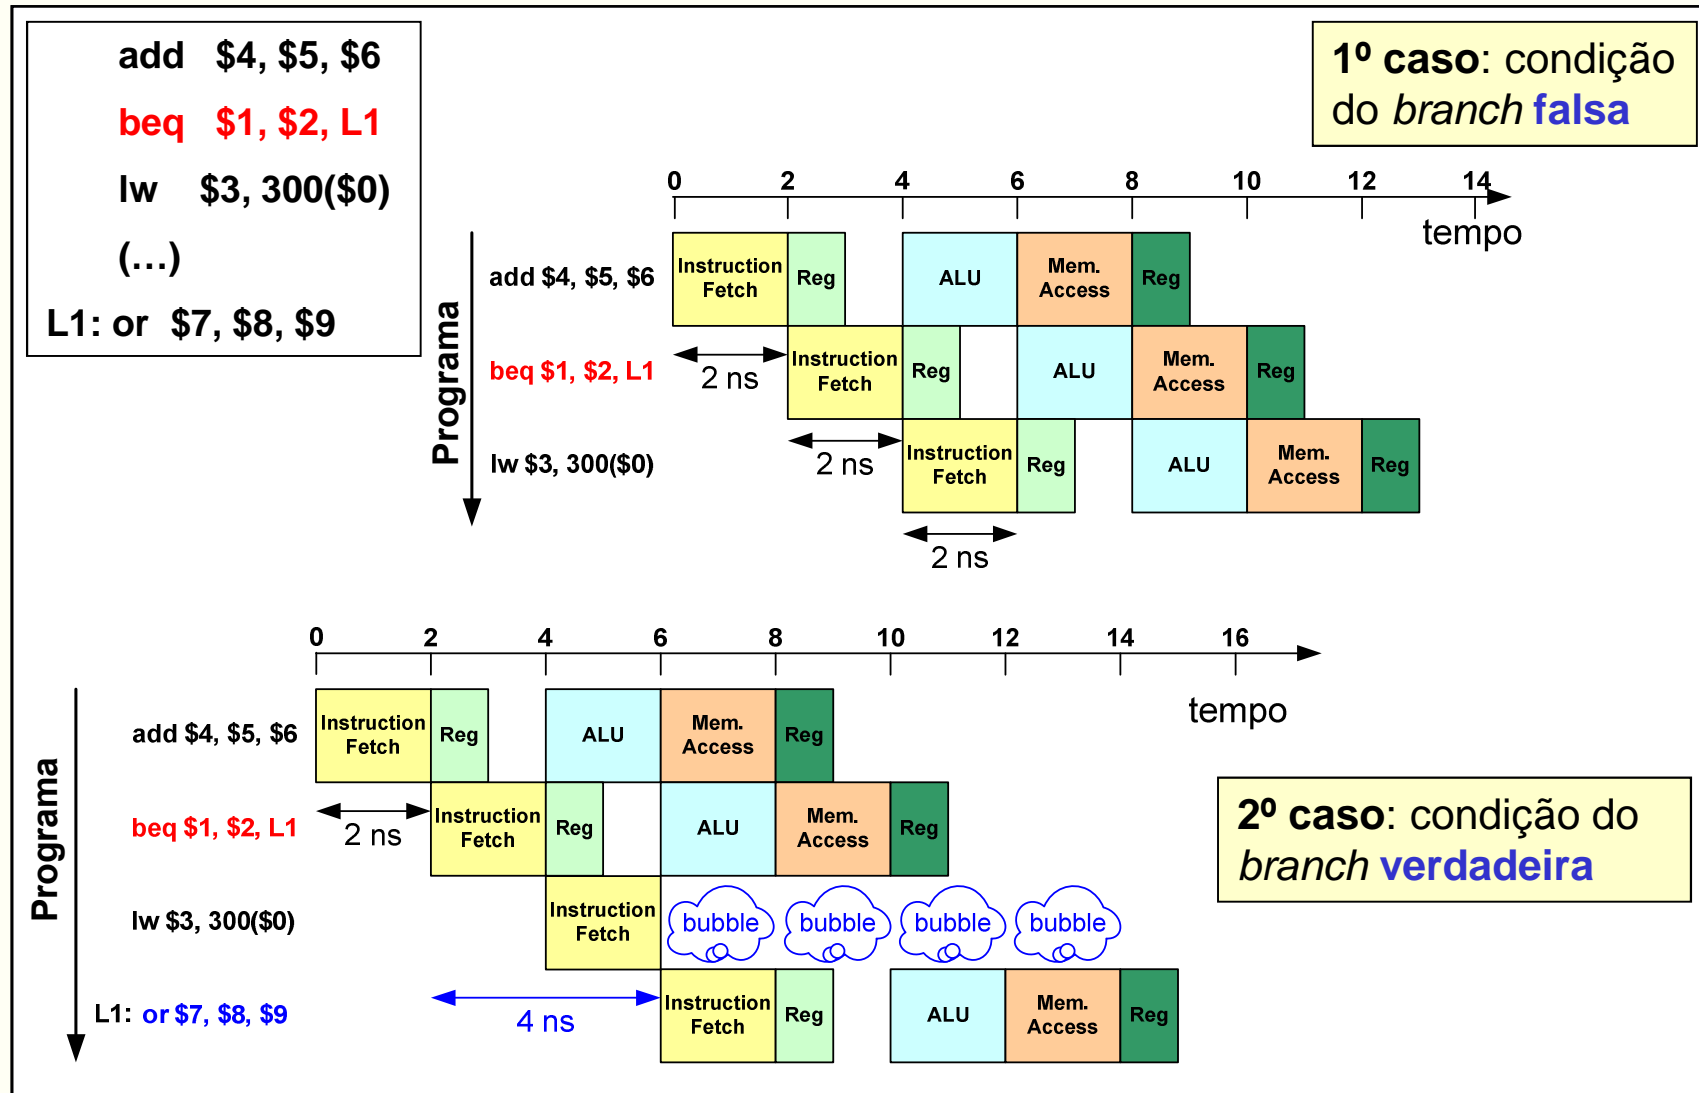 add $4, $5, $6
beq $1, $2, L1
lw $3, 300($0)
(...)
L1: or $7, $8, $9
1º caso: condição
do branch falsa
0 2 4 6 8 10 12 14
tempo
Programa
add $4, $5, $6
Instruction
Fetch
Reg
ALU
Mem.
Access
Reg
beq $1, $2, L1
2 ns
Instruction
Fetch
Reg
ALU
Mem.
Access
Reg
lw $3, 300($0)
2 ns
Instruction
Fetch
Reg
ALU
Mem.
Access
Reg
2 ns
0 2 4 6 8 10 12 14 16
tempo
Programa
add $4, $5, $6
Instruction
Fetch
Reg
ALU
Mem.
Access
Reg
beq $1, $2, L1
2 ns
Instruction
Fetch
Reg
ALU
Mem.
Access
Reg
2º caso: condição do
branch verdadeira
lw $3, 300($0)
Instruction
Fetch
bubble
bubble
bubble
bubble
L1: or $7, $8, $9
4 ns
Instruction
Fetch
Reg
ALU
Mem.
Access
Reg